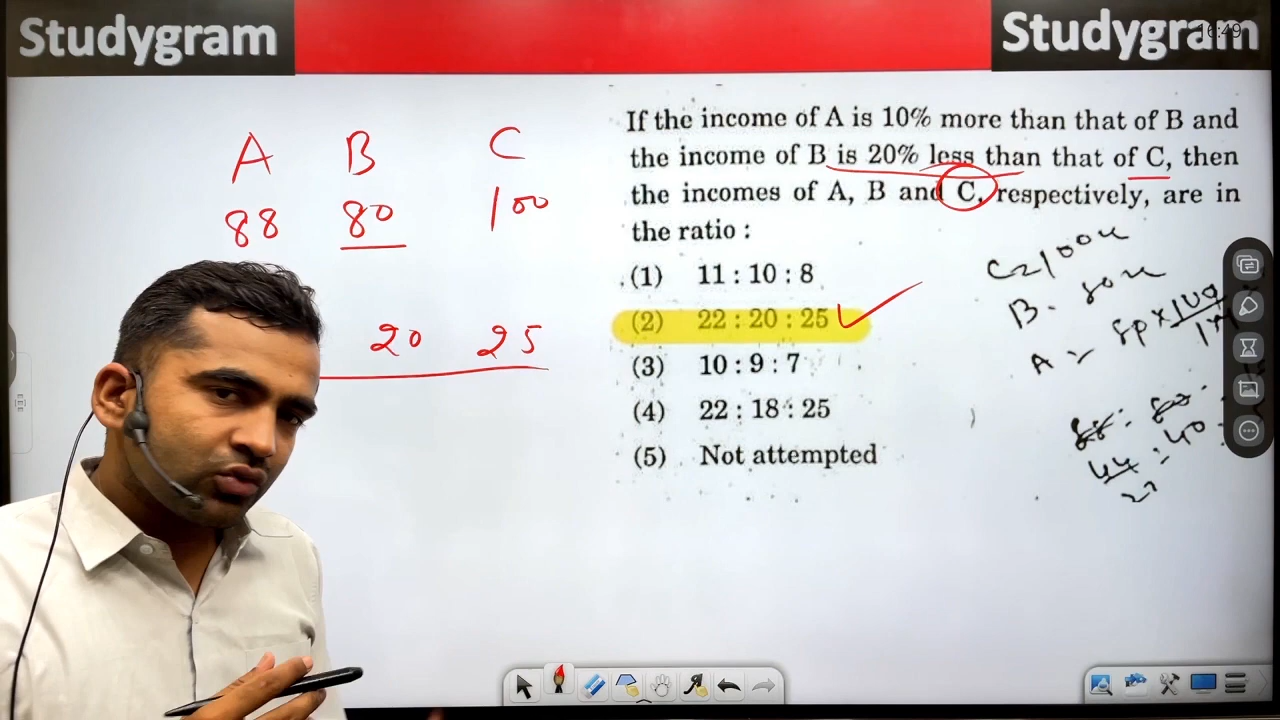 Studygram
Studygram
16:49
If the income of A is 10% more than that of B and
the income of B is 20% less than that of C, then
the incomes of A, B and C, respectively, are in
the ratio :
(1) 11 : 10 : 8
(2) 22 : 20 : 25
(3) 10 : 9 : 7
(4) 22 : 18 : 25
(5) Not attempted
A B C
88 80 100
20 25
B
A
44 : 40 :